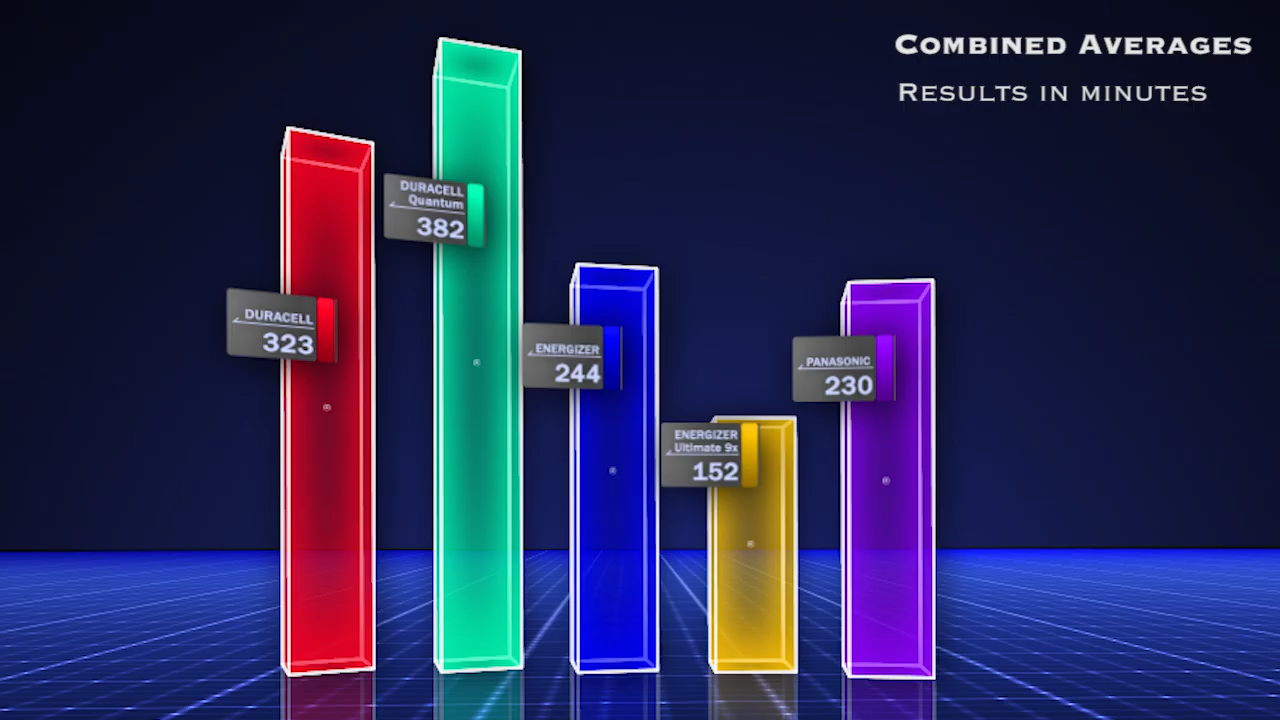 COMBINED AVERAGES
RESULTS IN MINUTES
DURACELL
323
DURACELL
Quantum
382
ENERGIZER
244
ENERGIZER
Ultimate 9x
152
PANASONIC
230